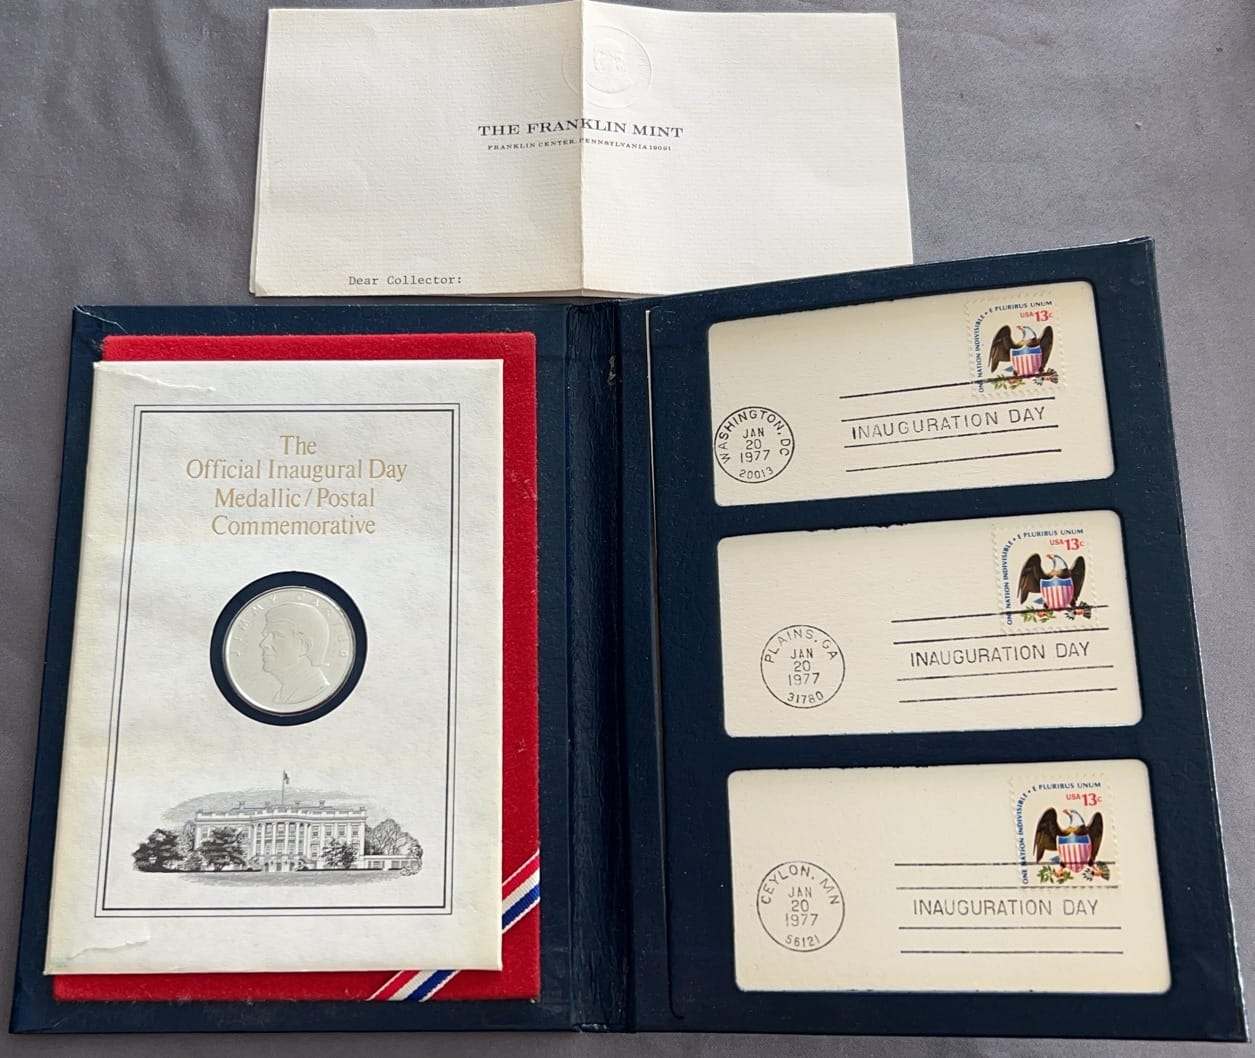 THE FRANKLIN MINT
FRANKLIN CENTER, PENNSYLVANIA 19091
Dear Collector:
The
Official Inaugural Day
Medallic/Postal
Commemorative
JIMMY CARTER
ONE NATION INDIVISIBLE • E PLURIBUS UNUM
USA 13c
WASHINGTON, DC
JAN
20
1977
20013
INAUGURATION DAY
ONE NATION INDIVISIBLE • E PLURIBUS UNUM
USA 13c
PLAINS, GA
JAN
20
1977
31780
INAUGURATION DAY
ONE NATION INDIVISIBLE • E PLURIBUS UNUM
USA 13c
CEYLON, MN
JAN
20
1977
56121
INAUGURATION DAY